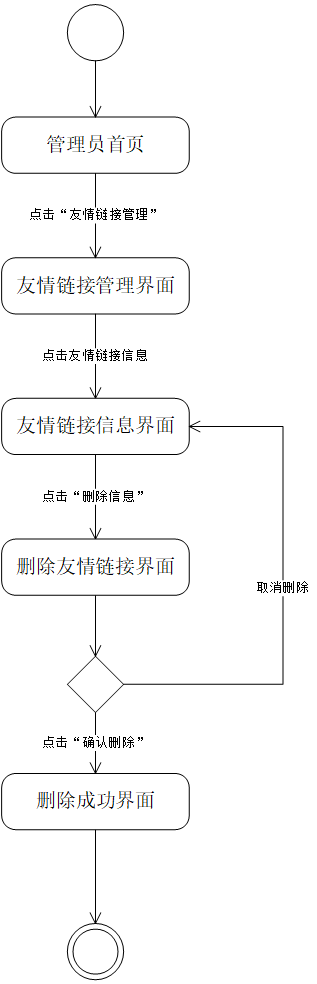 管理员首页
点击“友情链接管理”
友情链接管理界面
点击友情链接信息
友情链接信息界面
点击“删除信息”
删除友情链接界面
取消删除
点击“确认删除”
删除成功界面